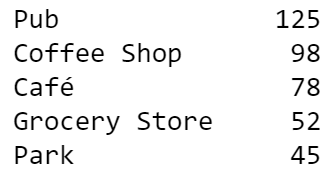 Pub 125
Coffee Shop 98
Café 78
Grocery Store 52
Park 45